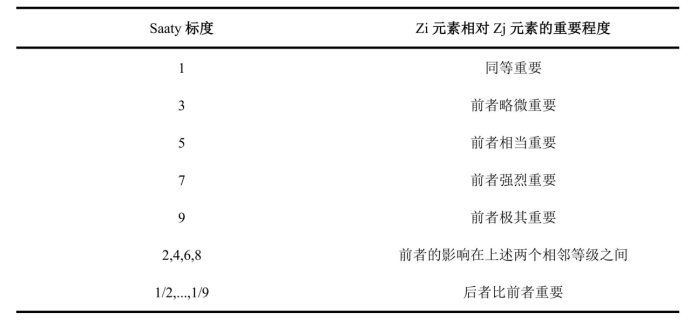 Saaty 标度 Zi 元素相对 Zj 元素的重要程度
1 同等重要
3 前者略微重要
5 前者相当重要
7 前者强烈重要
9 前者极其重要
2,4,6,8 前者的影响在上述两个相邻等级之间
1/2,...,1/9 后者比前者重要